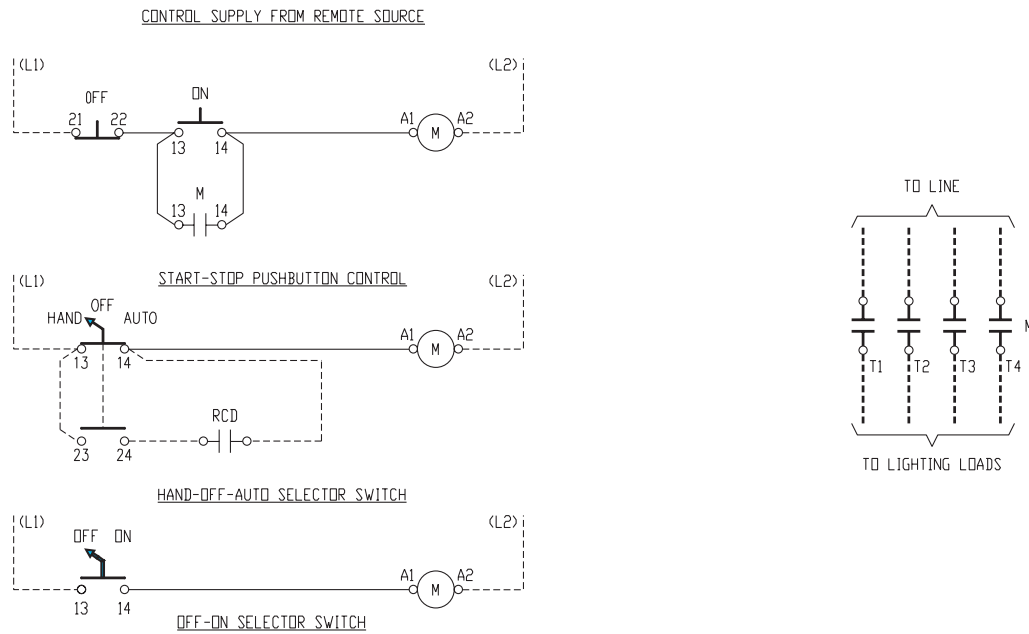 CONTROL SUPPLY FROM REMOTE SOURCE
(L1) (L2)
OFF ON
21 22 A1 M A2
13 14
M
13 14
START-STOP PUSHBUTTON CONTROL
(L1) (L2)
OFF
HAND AUTO
A1 M A2
13 14
RCD
23 24
HAND-OFF-AUTO SELECTOR SWITCH
(L1) (L2)
OFF ON
A1 M A2
13 14
OFF-ON SELECTOR SWITCH
TO LINE
M
T1 T2 T3 T4
TO LIGHTING LOADS